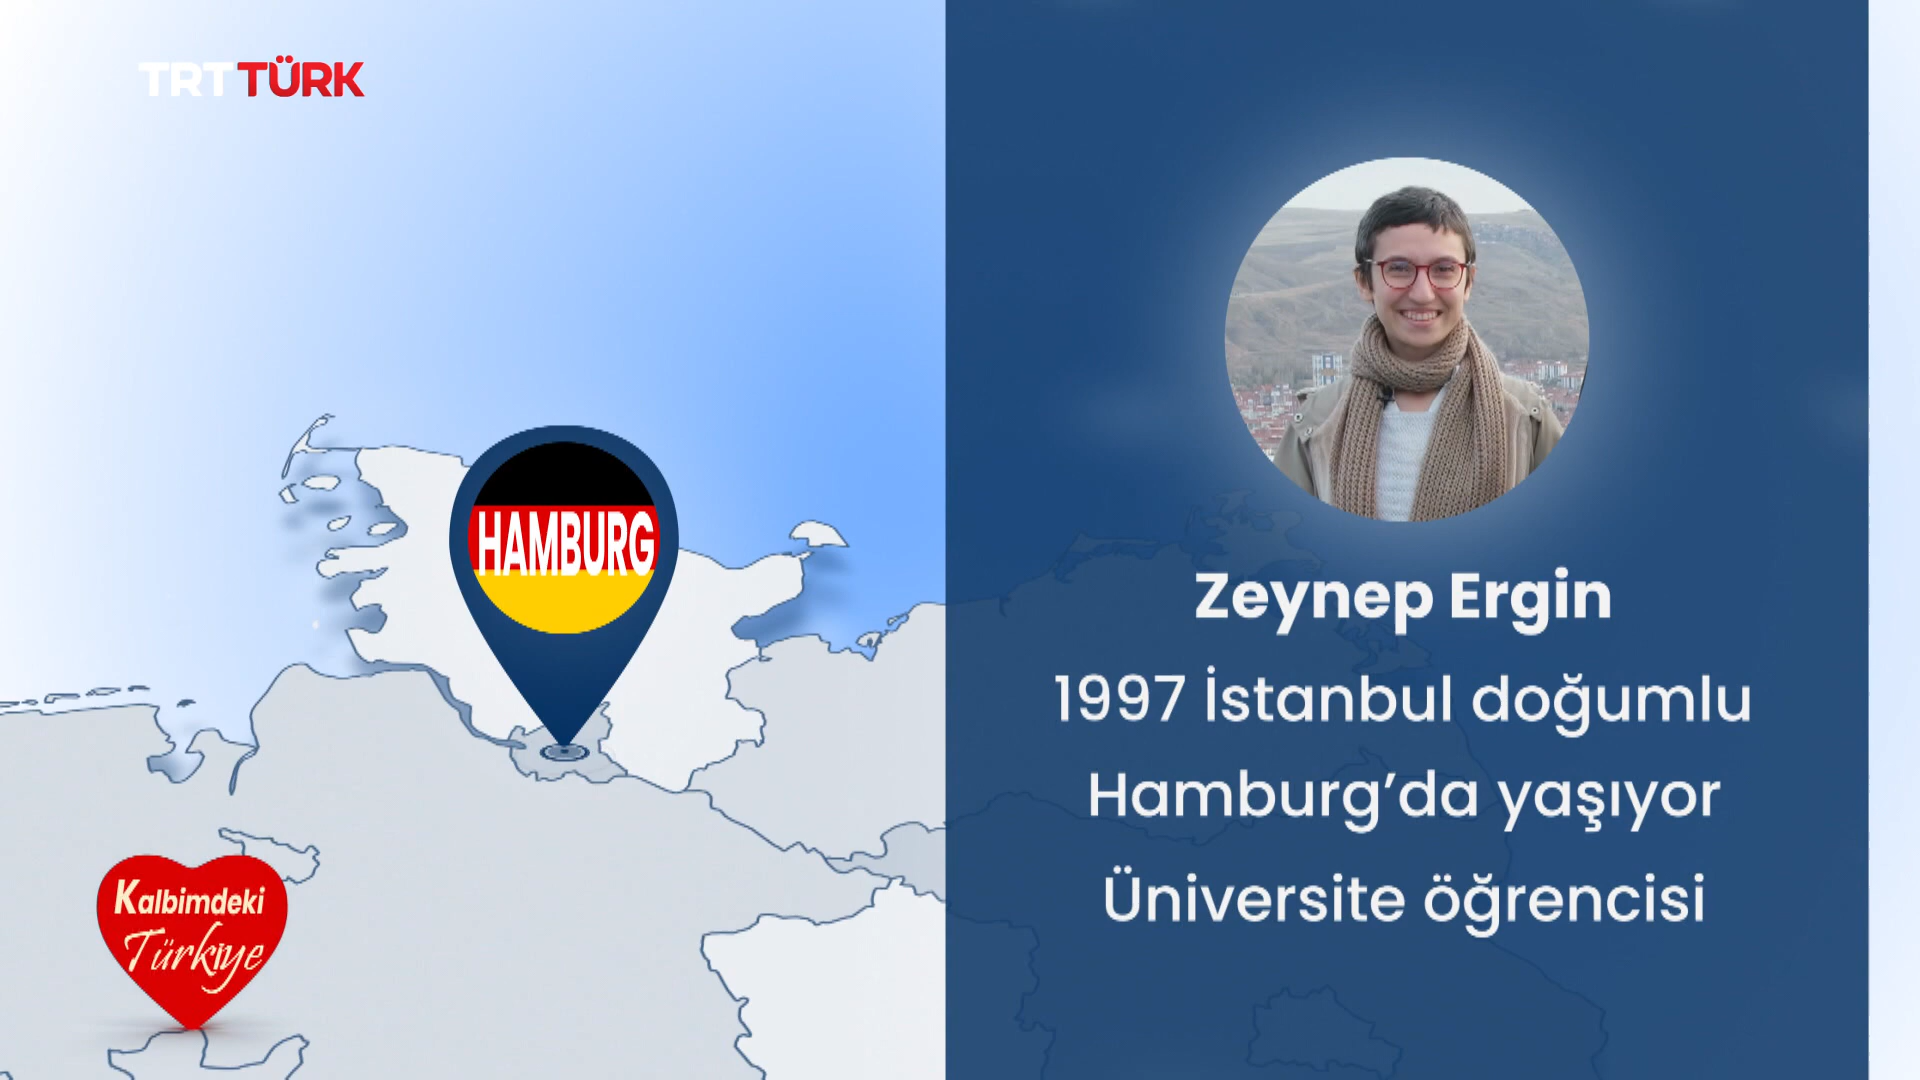 TRT TÜRK
HAMBURG
Kalbimdeki
Türkiye
Zeynep Ergin
1997 İstanbul doğumlu
Hamburg’da yaşıyor
Üniversite öğrencisi